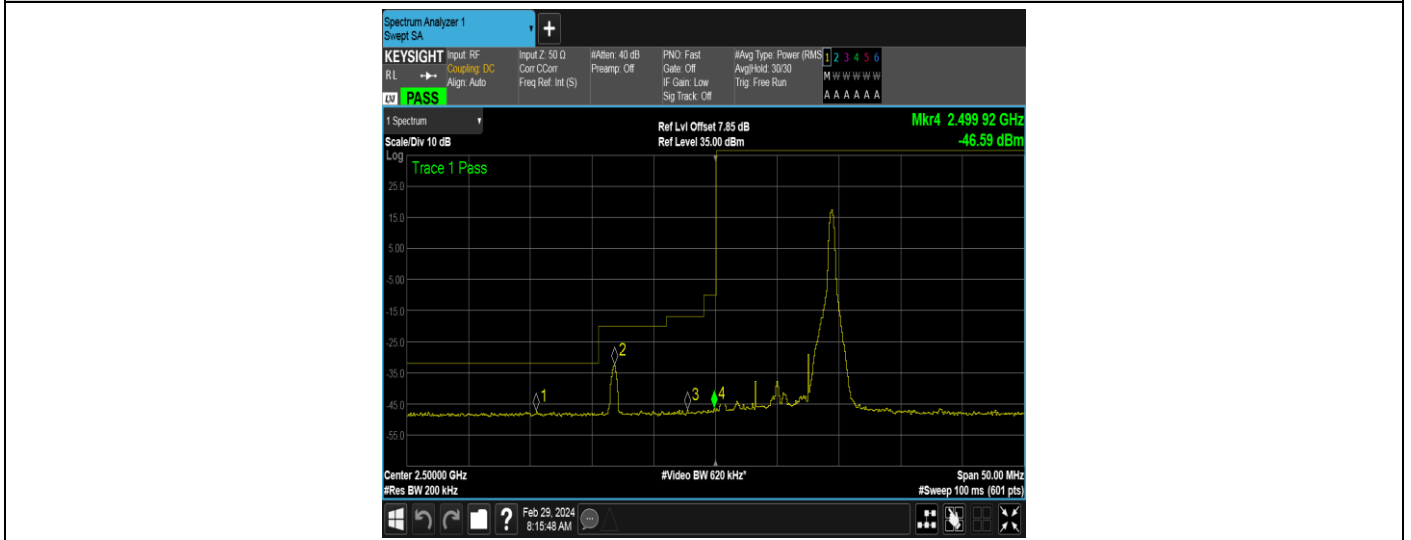 Spectrum Analyzer 1
Swept SA
+
KEYSIGHT Input: RF Input Z: 50 Ω #Atten: 40 dB PNO: Fast #Avg Type: Power (RMS 1 2 3 4 5 6
RL Coupling: DC Corr CCorr Preamp: Off Gate: Off Avg|Hold: 30/30 M W W W W W
Align: Auto Freq Ref: Int (S) IF Gain: Low Trig: Free Run
LXI PASS Sig Track: Off A A A A A A
1 Spectrum Ref Lvl Offset 7.85 dB Mkr4 2.499 92 GHz
Scale/Div 10 dB Ref Level 35.00 dBm -46.59 dBm
Log
Trace 1 Pass
25.0
15.0
5.00
-5.00
-15.0
-25.0
2
-35.0
1 3 4
-45.0
-55.0
Center 2.50000 GHz #Video BW 620 kHz* Span 50.00 MHz
#Res BW 200 kHz #Sweep 100 ms (601 pts)
? Feb 29, 2024
8:15:48 AM